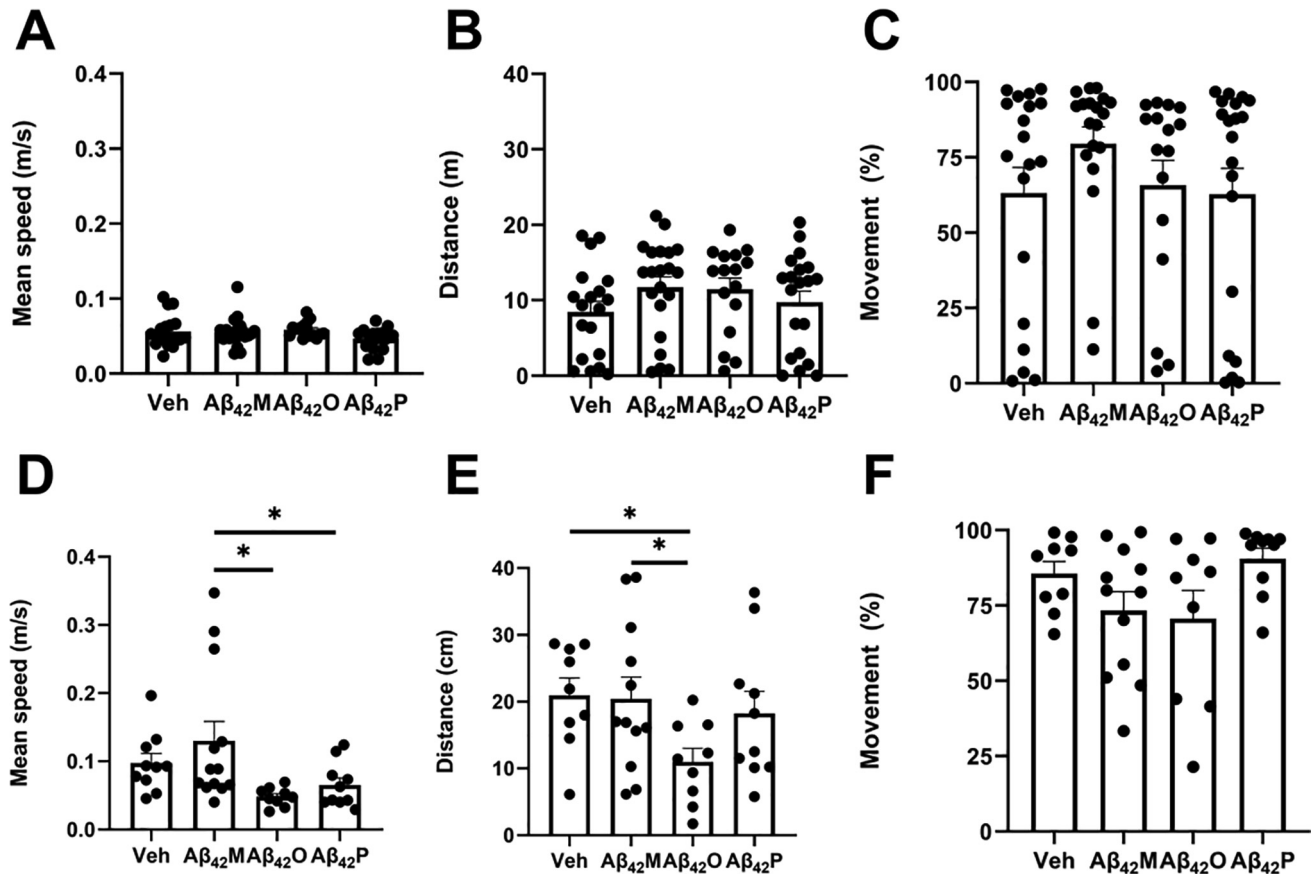 A
B
C
Mean speed (m/s)
0.4
0.3
0.2
0.1
0.0
Veh Aβ₄₂M Aβ₄₂O Aβ₄₂P
Distance (m)
40
30
20
10
0
Veh Aβ₄₂M Aβ₄₂O Aβ₄₂P
Movement (%)
100
75
50
25
0
Veh Aβ₄₂M Aβ₄₂O Aβ₄₂P
D
E
F
Mean speed (m/s)
0.4
0.3
0.2
0.1
0.0
*
*
Veh Aβ₄₂M Aβ₄₂O Aβ₄₂P
Distance (cm)
40
30
20
10
0
*
*
Veh Aβ₄₂M Aβ₄₂O Aβ₄₂P
Movement (%)
100
75
50
25
0
Veh Aβ₄₂M Aβ₄₂O Aβ₄₂P